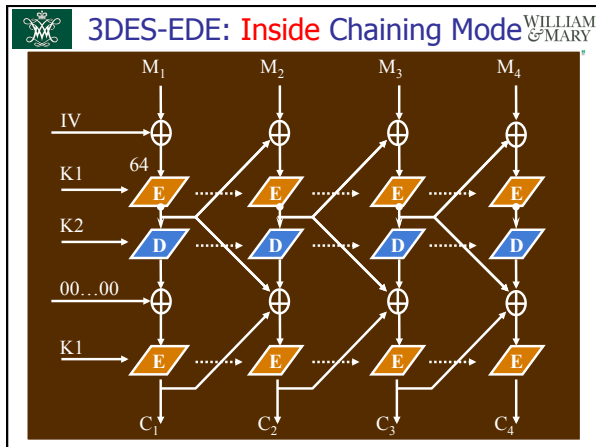 3DES-EDE: Inside Chaining Mode
WILLIAM
& MARY
M1 M2 M3 M4
IV
64
K1
E E E E
K2
D D D D
00...00
K1
E E E E
C1 C2 C3 C4